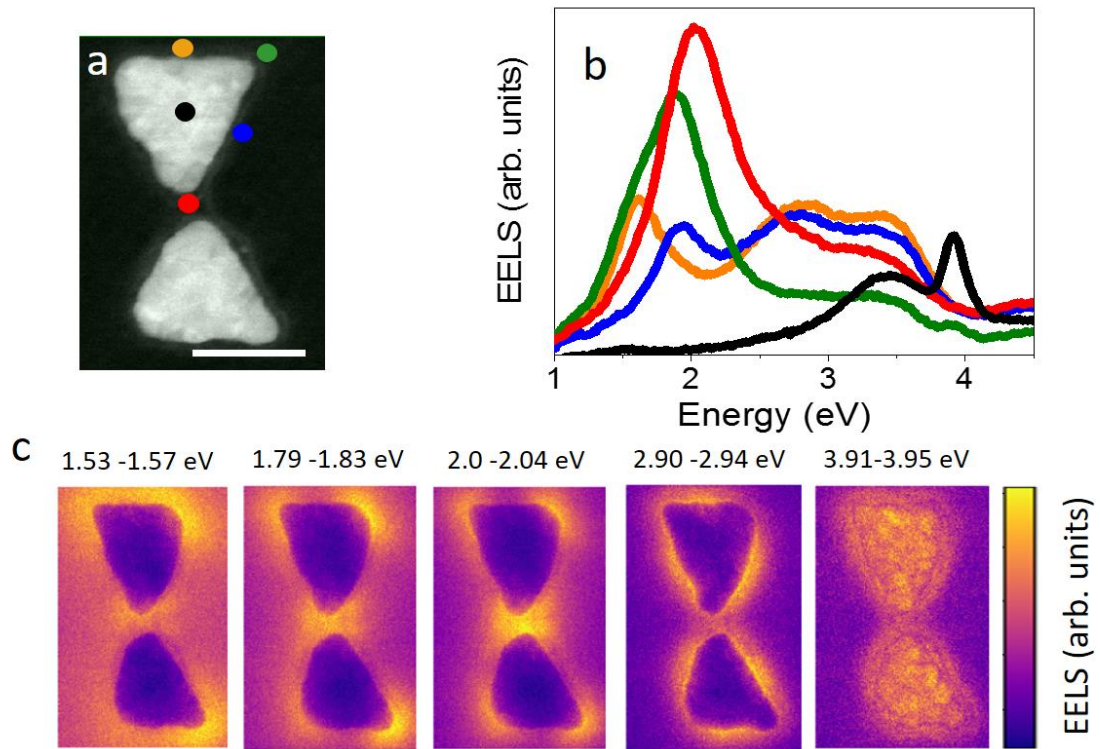 a
b
EELS (arb. units)
1
2
3
4
Energy (eV)
c
1.53 -1.57 eV
1.79 -1.83 eV
2.0 -2.04 eV
2.90 -2.94 eV
3.91-3.95 eV
EELS (arb. units)